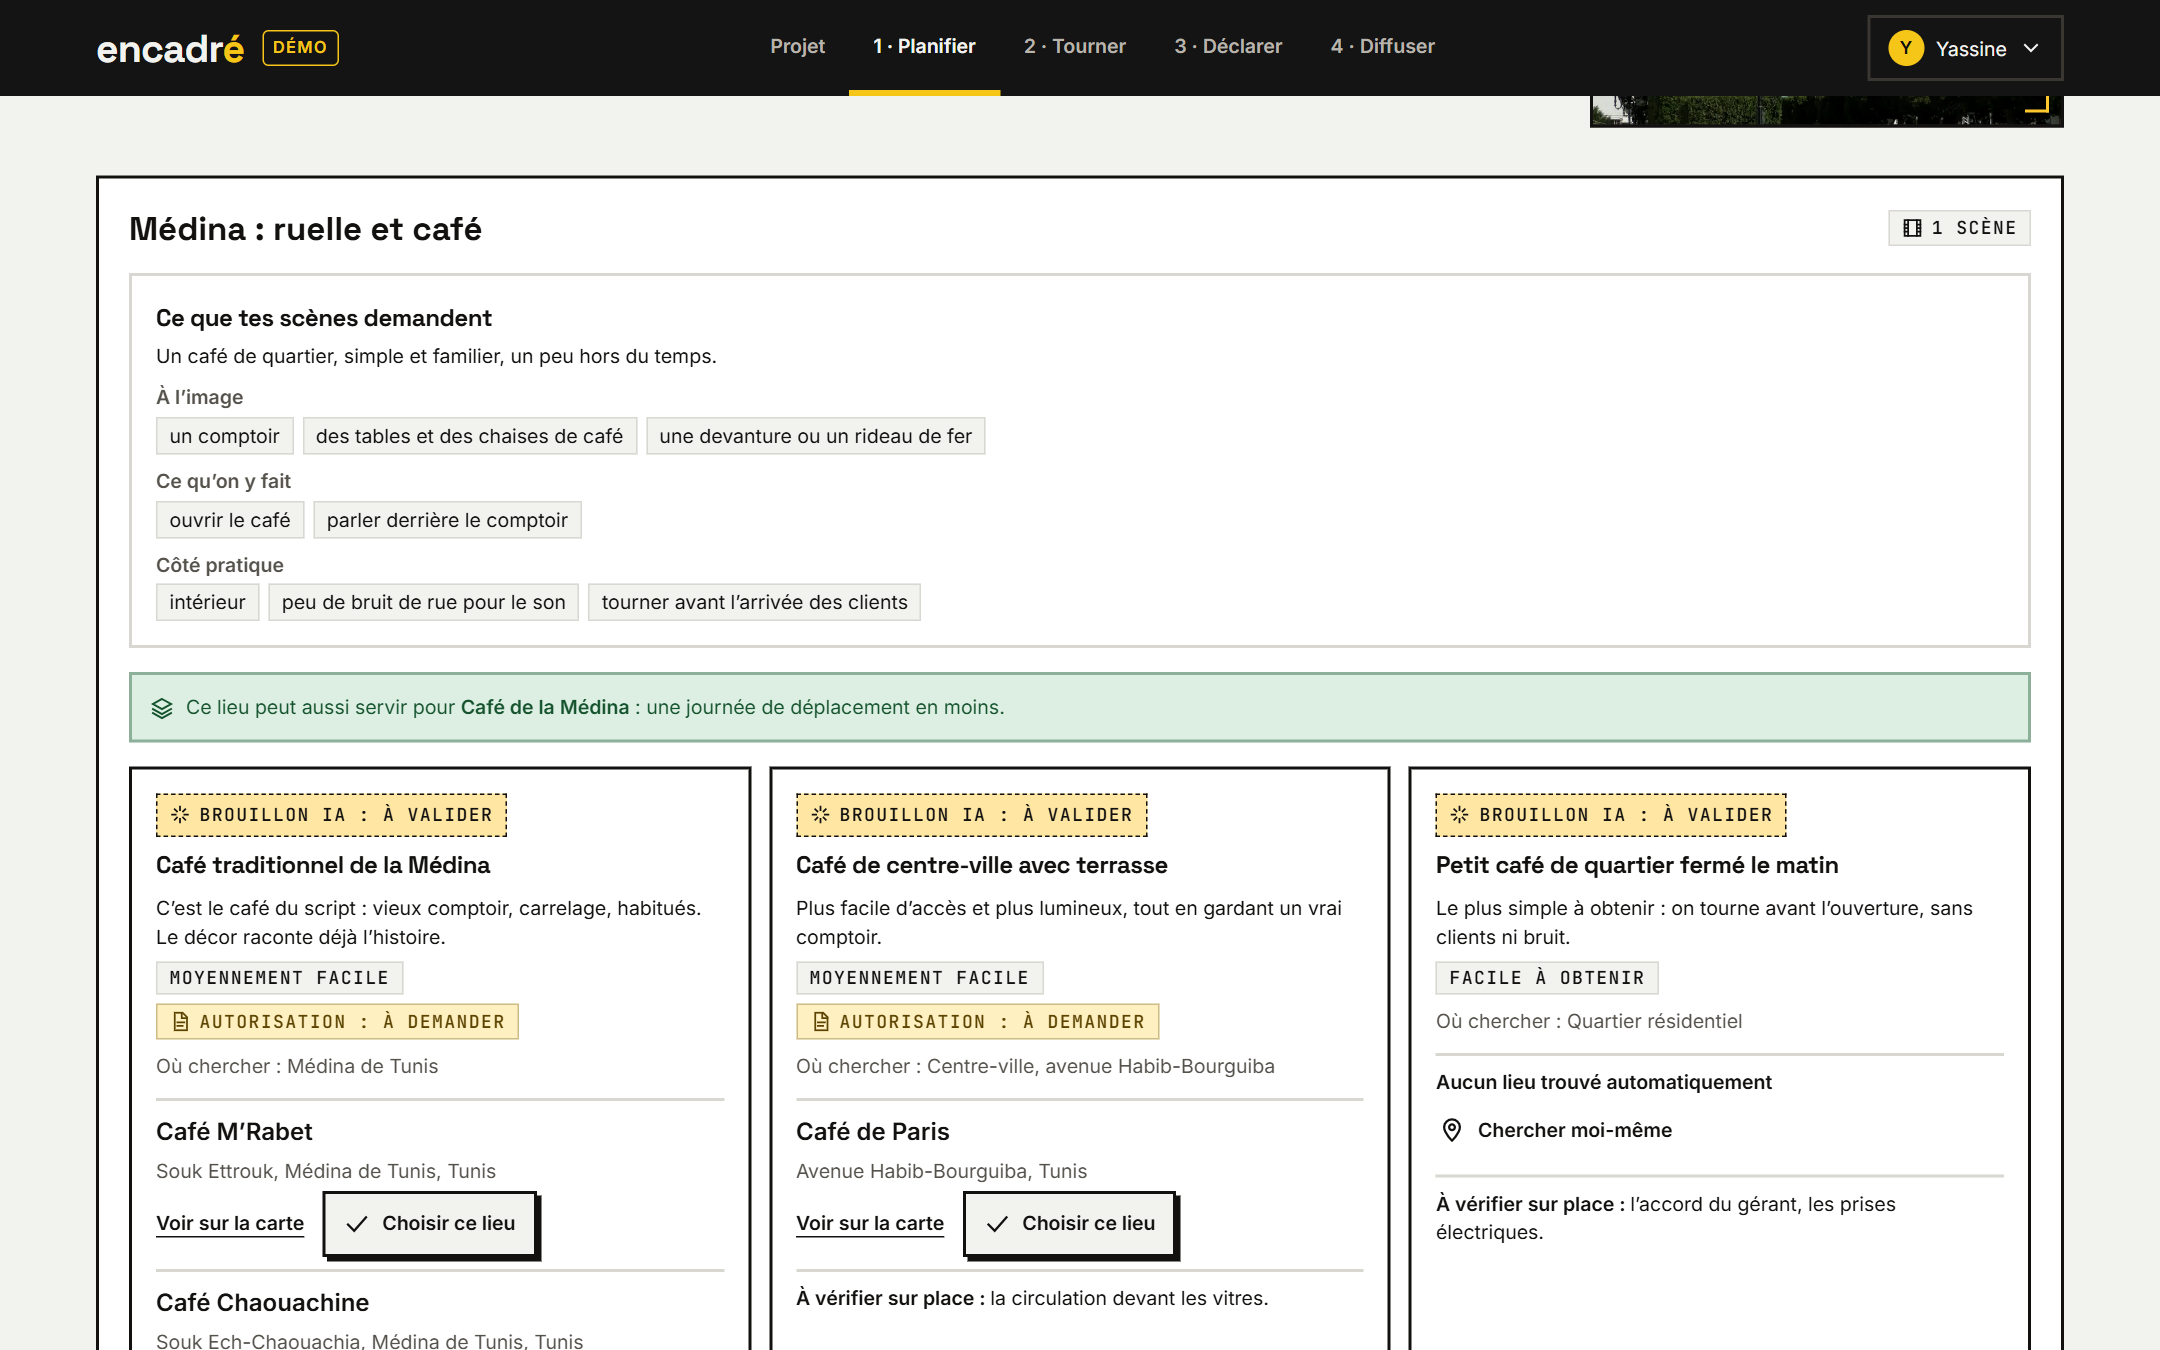 encadré DÉMO
Projet 1 · Planifier 2 · Tourner 3 · Déclarer 4 · Diffuser
Y Yassine
Médina : ruelle et café
1 SCÈNE
Ce que tes scènes demandent
Un café de quartier, simple et familier, un peu hors du temps.
À l’image
un comptoir des tables et des chaises de café une devanture ou un rideau de fer
Ce qu’on y fait
ouvrir le café parler derrière le comptoir
Côté pratique
intérieur peu de bruit de rue pour le son tourner avant l’arrivée des clients
Ce lieu peut aussi servir pour Café de la Médina : une journée de déplacement en moins.
BROUILLON IA : À VALIDER
Café traditionnel de la Médina
C’est le café du script : vieux comptoir, carrelage, habitués.
Le décor raconte déjà l’histoire.
MOYENNEMENT FACILE
AUTORISATION : À DEMANDER
Où chercher : Médina de Tunis
Café M’Rabet
Souk Ettrouk, Médina de Tunis, Tunis
Voir sur la carte Choisir ce lieu
Café Chaouachine
Souk Ech-Chaouachia, Médina de Tunis, Tunis
BROUILLON IA : À VALIDER
Café de centre-ville avec terrasse
Plus facile d’accès et plus lumineux, tout en gardant un vrai
comptoir.
MOYENNEMENT FACILE
AUTORISATION : À DEMANDER
Où chercher : Centre-ville, avenue Habib-Bourguiba
Café de Paris
Avenue Habib-Bourguiba, Tunis
Voir sur la carte Choisir ce lieu
À vérifier sur place : la circulation devant les vitres.
BROUILLON IA : À VALIDER
Petit café de quartier fermé le matin
Le plus simple à obtenir : on tourne avant l’ouverture, sans
clients ni bruit.
FACILE À OBTENIR
Où chercher : Quartier résidentiel
Aucun lieu trouvé automatiquement
Chercher moi-même
À vérifier sur place : l’accord du gérant, les prises
électriques.